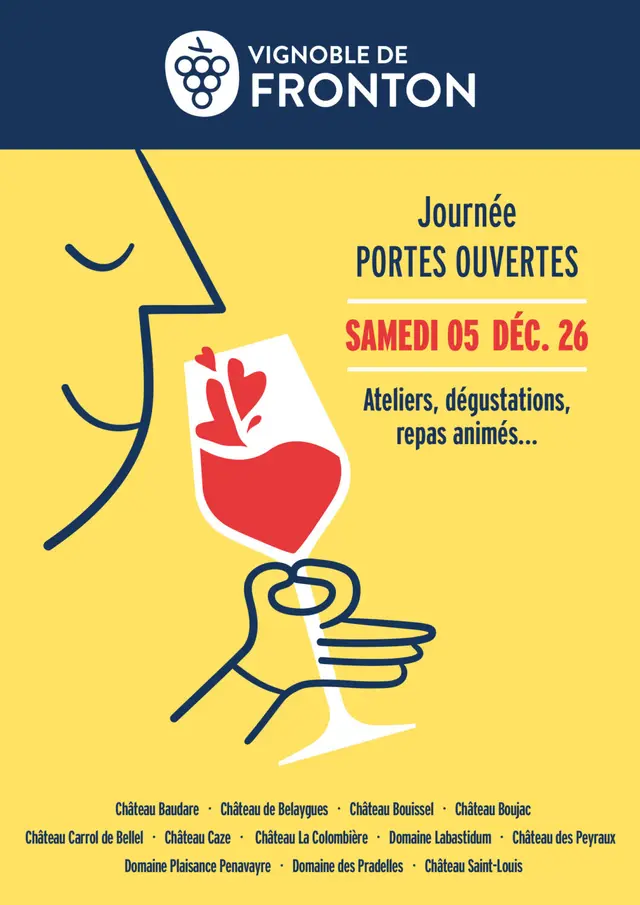 VIGNOBLE DE
FRONTON
Journée
PORTES OUVERTES
SAMEDI 05 DÉC. 26
Ateliers, dégustations,
repas animés...
Château Baudare · Château de Belaygues · Château Bouissel · Château Boujac
Château Carrol de Bellel · Château Caze · Château La Colombière · Domaine Labastidum · Château des Peyraux
Domaine Plaisance Penavayre · Domaine des Pradelles · Château Saint-Louis